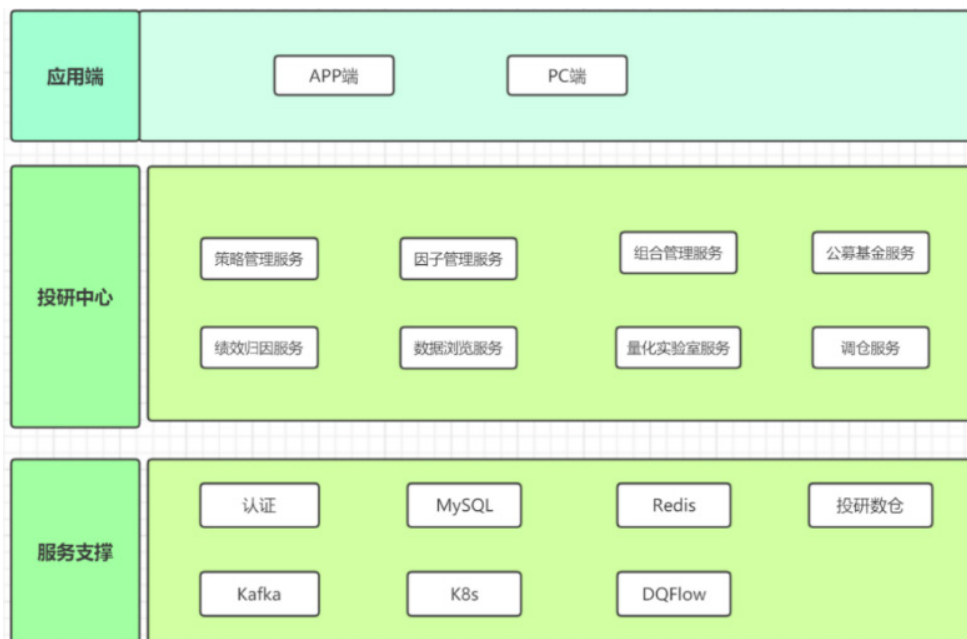 应用端
APP端
PC端
投研中心
策略管理服务
因子管理服务
组合管理服务
公募基金服务
绩效归因服务
数据浏览服务
量化实验室服务
调仓服务
服务支撑
认证
MySQL
Redis
投研数仓
Kafka
K8s
DQFlow